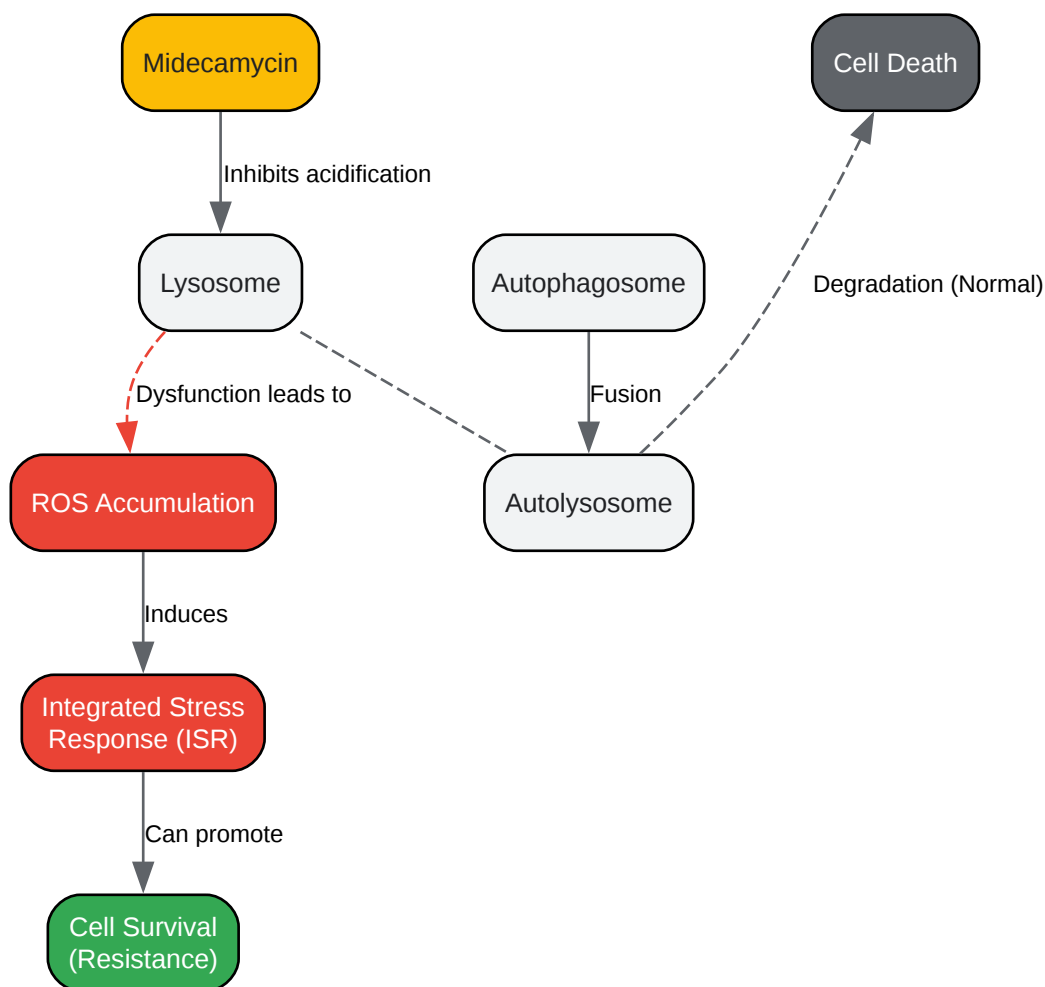 Midecamycin
Cell Death
Inhibits acidification
Lysosome
Autophagosome
Degradation (Normal)
Dysfunction leads to
Fusion
ROS Accumulation
Autolysosome
Induces
Integrated Stress
Response (ISR)
Can promote
Cell Survival
(Resistance)